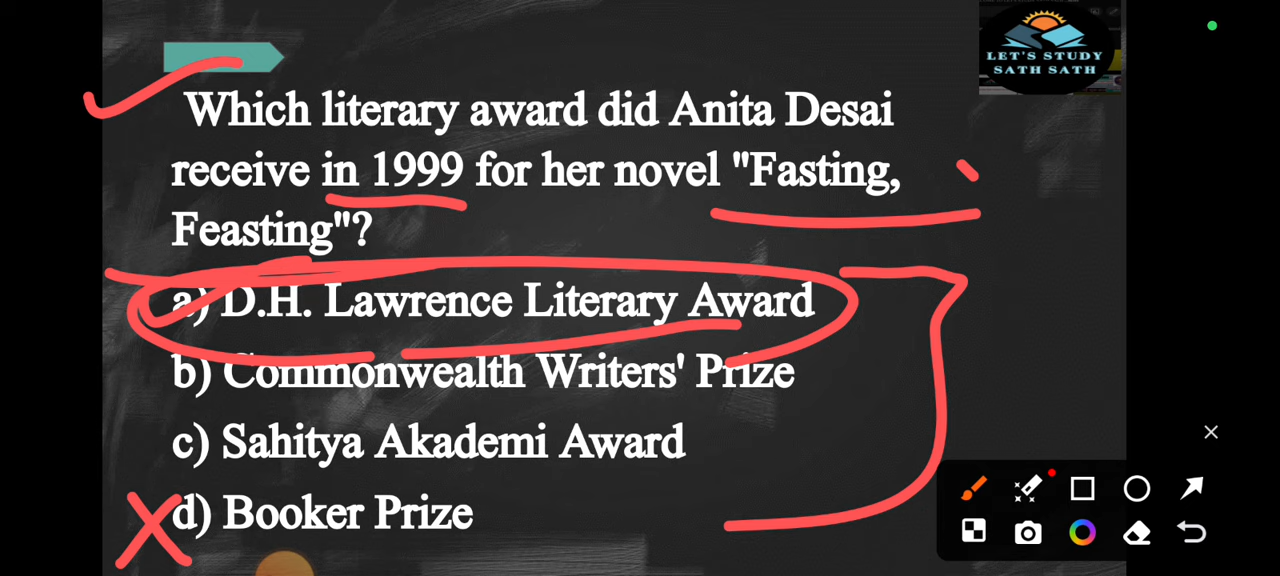 LET'S STUDY
SATH SATH
Which literary award did Anita Desai
receive in 1999 for her novel "Fasting,
Feasting"?
a) D.H. Lawrence Literary Award
b) Commonwealth Writers' Prize
c) Sahitya Akademi Award
d) Booker Prize